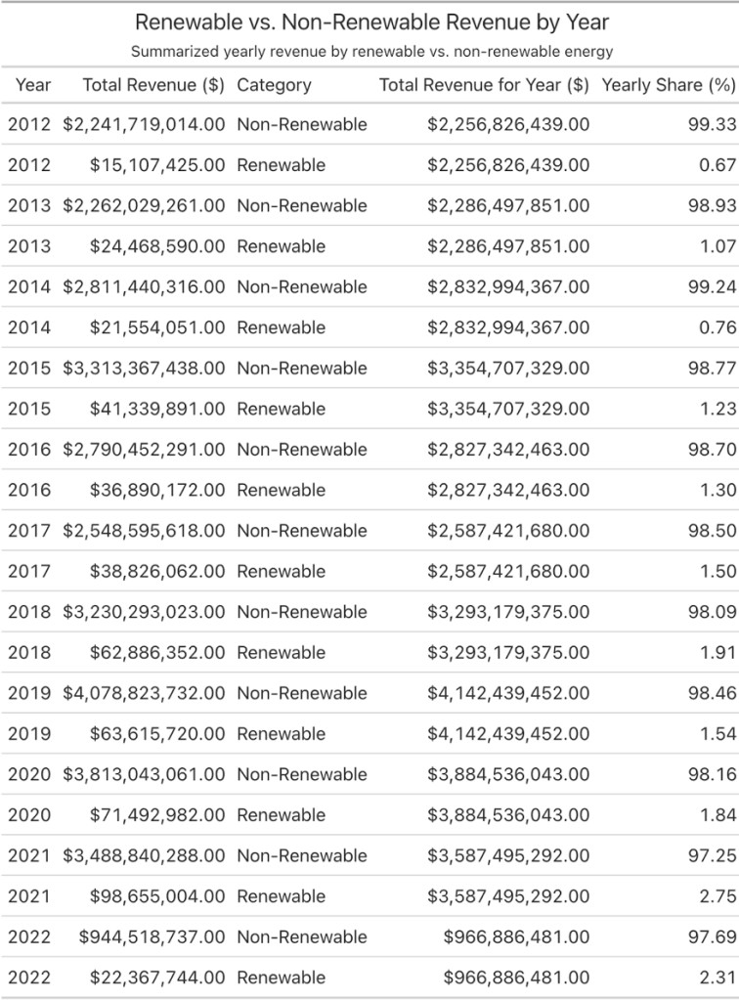 Renewable vs. Non-Renewable Revenue by Year
Summarized yearly revenue by renewable vs. non-renewable energy
Year Total Revenue ($) Category Total Revenue for Year ($) Yearly Share (%)
2012 $2,241,719,014.00 Non-Renewable $2,256,826,439.00 99.33
2012 $15,107,425.00 Renewable $2,256,826,439.00 0.67
2013 $2,262,029,261.00 Non-Renewable $2,286,497,851.00 98.93
2013 $24,468,590.00 Renewable $2,286,497,851.00 1.07
2014 $2,811,440,316.00 Non-Renewable $2,832,994,367.00 99.24
2014 $21,554,051.00 Renewable $2,832,994,367.00 0.76
2015 $3,313,367,438.00 Non-Renewable $3,354,707,329.00 98.77
2015 $41,339,891.00 Renewable $3,354,707,329.00 1.23
2016 $2,790,452,291.00 Non-Renewable $2,827,342,463.00 98.70
2016 $36,890,172.00 Renewable $2,827,342,463.00 1.30
2017 $2,548,595,618.00 Non-Renewable $2,587,421,680.00 98.50
2017 $38,826,062.00 Renewable $2,587,421,680.00 1.50
2018 $3,230,293,023.00 Non-Renewable $3,293,179,375.00 98.09
2018 $62,886,352.00 Renewable $3,293,179,375.00 1.91
2019 $4,078,823,732.00 Non-Renewable $4,142,439,452.00 98.46
2019 $63,615,720.00 Renewable $4,142,439,452.00 1.54
2020 $3,813,043,061.00 Non-Renewable $3,884,536,043.00 98.16
2020 $71,492,982.00 Renewable $3,884,536,043.00 1.84
2021 $3,488,840,288.00 Non-Renewable $3,587,495,292.00 97.25
2021 $98,655,004.00 Renewable $3,587,495,292.00 2.75
2022 $944,518,737.00 Non-Renewable $966,886,481.00 97.69
2022 $22,367,744.00 Renewable $966,886,481.00 2.31